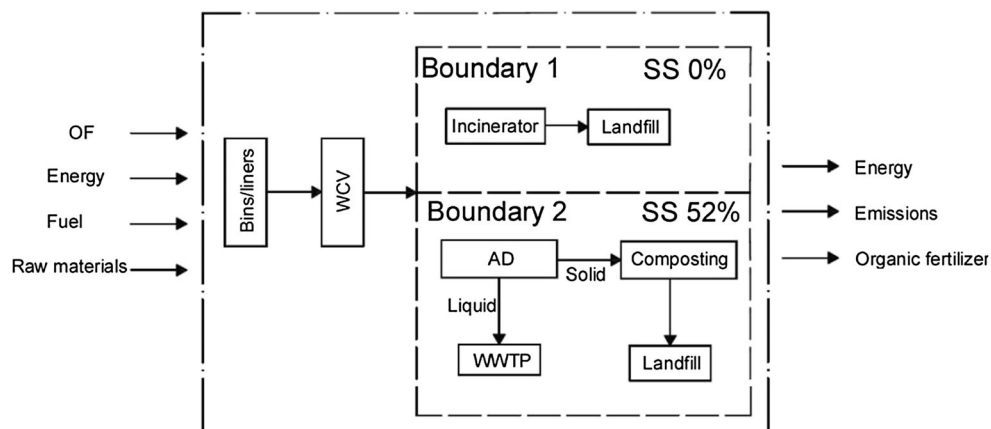 OF
Energy
Fuel
Raw materials
Bins/liners
WCV
Boundary 1 SS 0%
Incinerator
Landfill
Boundary 2 SS 52%
AD
Solid
Composting
Liquid
WWTP
Landfill
Energy
Emissions
Organic fertilizer